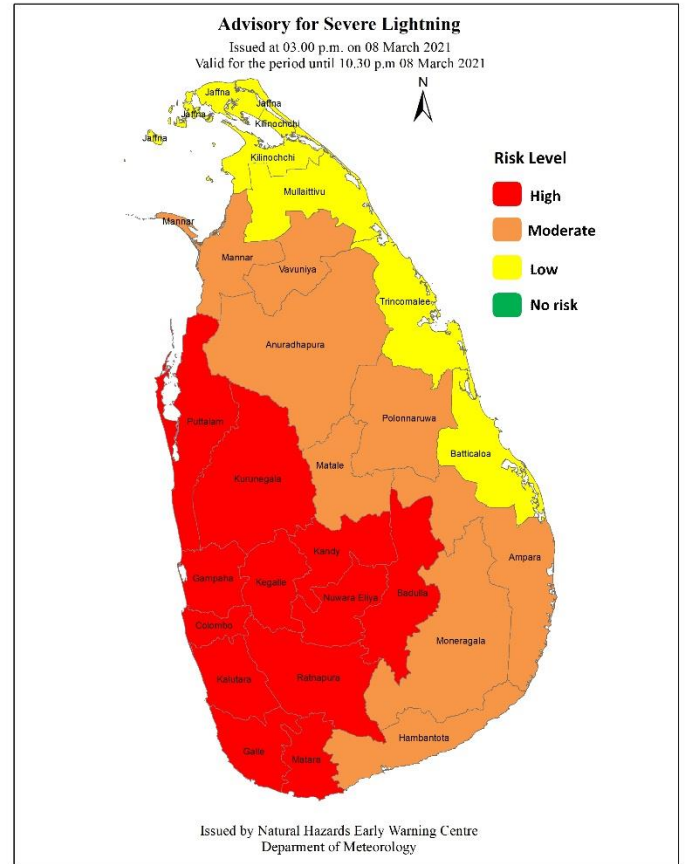 Advisory for Severe Lightning
Issued at 03.00 p.m. on 08 March 2021
Valid for the period until 10.30 p.m 08 March 2021
N
Jaffna
Jaffna
Jaffna
Kilinochchi
Jaffna
Kilinochchi
Risk Level
Mullaittivu
High
Mannar
Moderate
Mannar
Vavuniya
Low
Trincomalee
No risk
Anuradhapura
Puttalam
Polonnaruwa
Batticaloa
Matale
Kurunegala
Kandy
Ampara
Gampaha
Kegalle
Nuwara Eliya
Badulla
Colombo
Moneragala
Kalutara
Ratnapura
Hambantota
Galle
Matara
Issued by Natural Hazards Early Warning Centre
Deparment of Meteorology